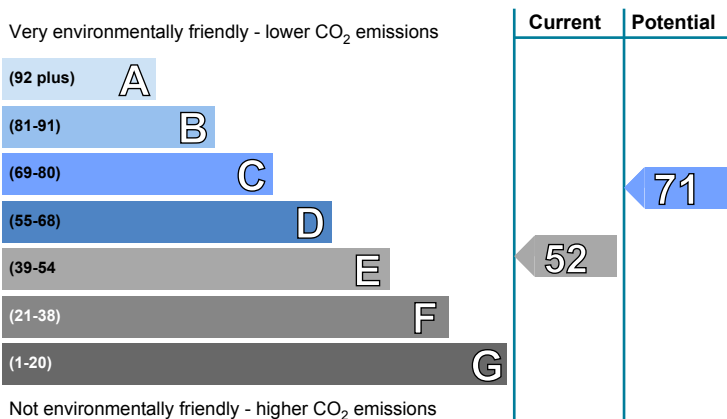 Very environmentally friendly - lower CO₂ emissions
Current
Potential
(92 plus) A
(81-91) B
(69-80) C
71
(55-68) D
(39-54 E
52
(21-38) F
(1-20) G
Not environmentally friendly - higher CO₂ emissions